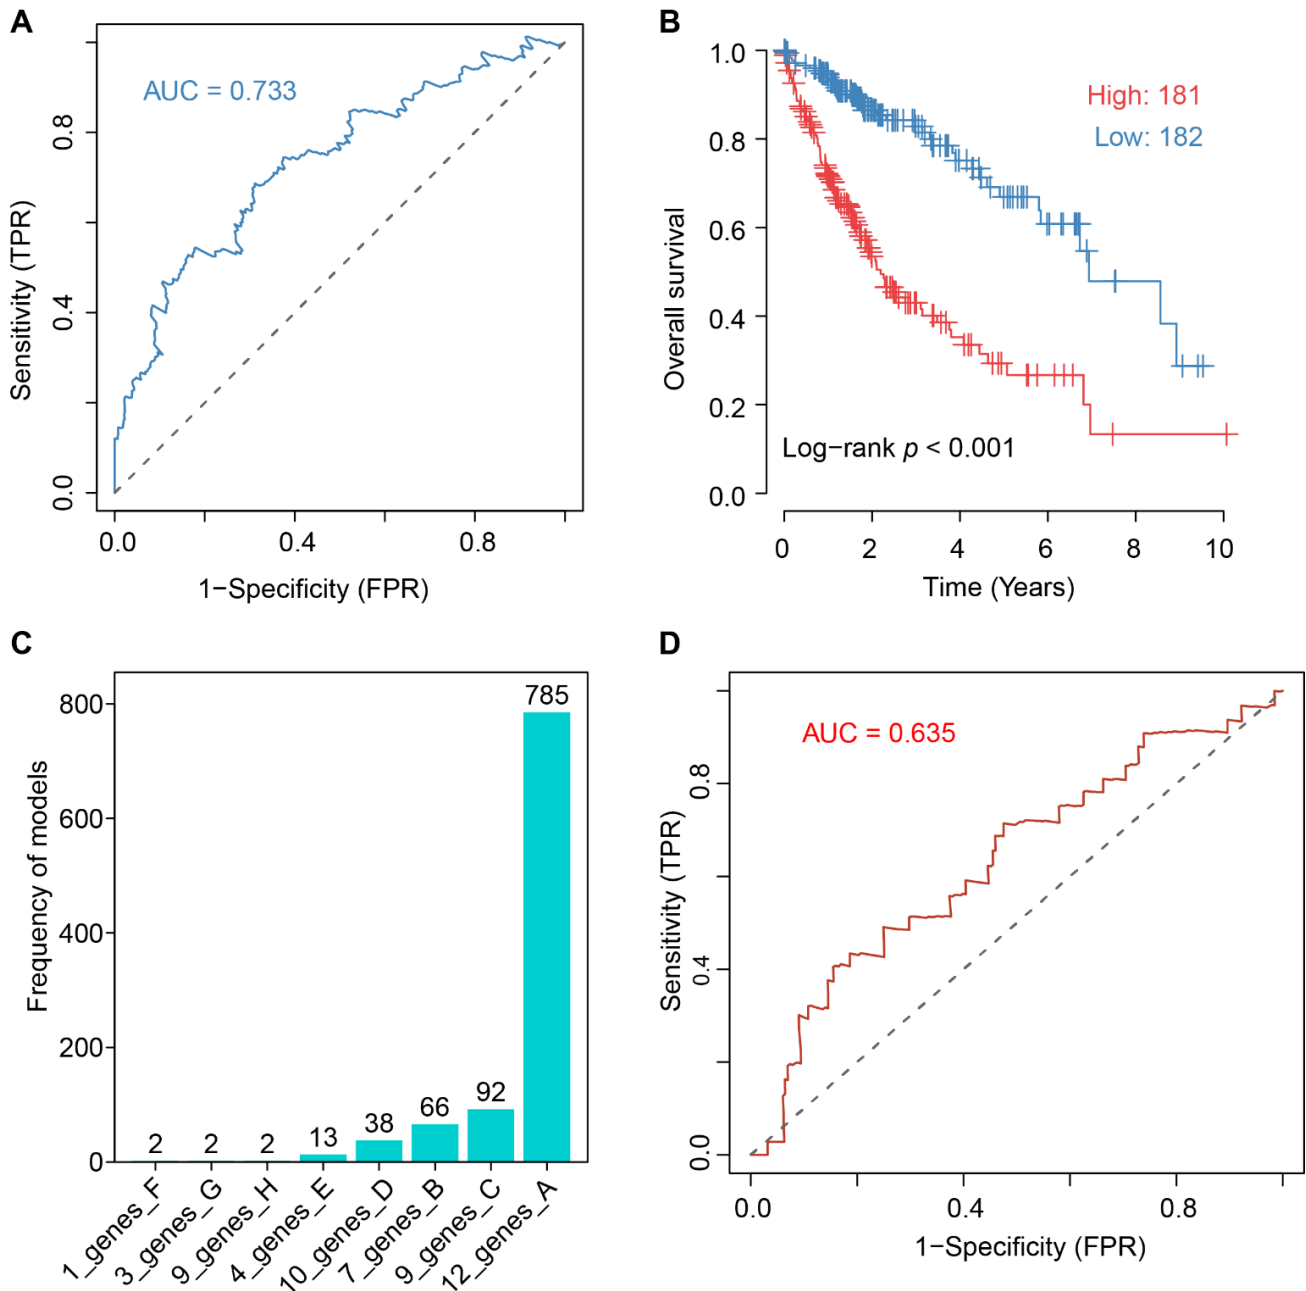 A
AUC = 0.733
Sensitivity (TPR)
0.8
0.4
0.0
0.0 0.4 0.8
1−Specificity (FPR)
B
High: 181
Low: 182
Overall survival
1.0
0.8
0.6
0.4
0.2
0.0
Log−rank p < 0.001
0 2 4 6 8 10
Time (Years)
C
Frequency of models
800
600
400
200
0
2 2 2 13 38 66 92 785
1_genes_F
3_genes_G
9_genes_H
4_genes_E
10_genes_D
7_genes_B
9_genes_C
12_genes_A
D
AUC = 0.635
Sensitivity (TPR)
0.8
0.4
0.0
0.0 0.4 0.8
1−Specificity (FPR)